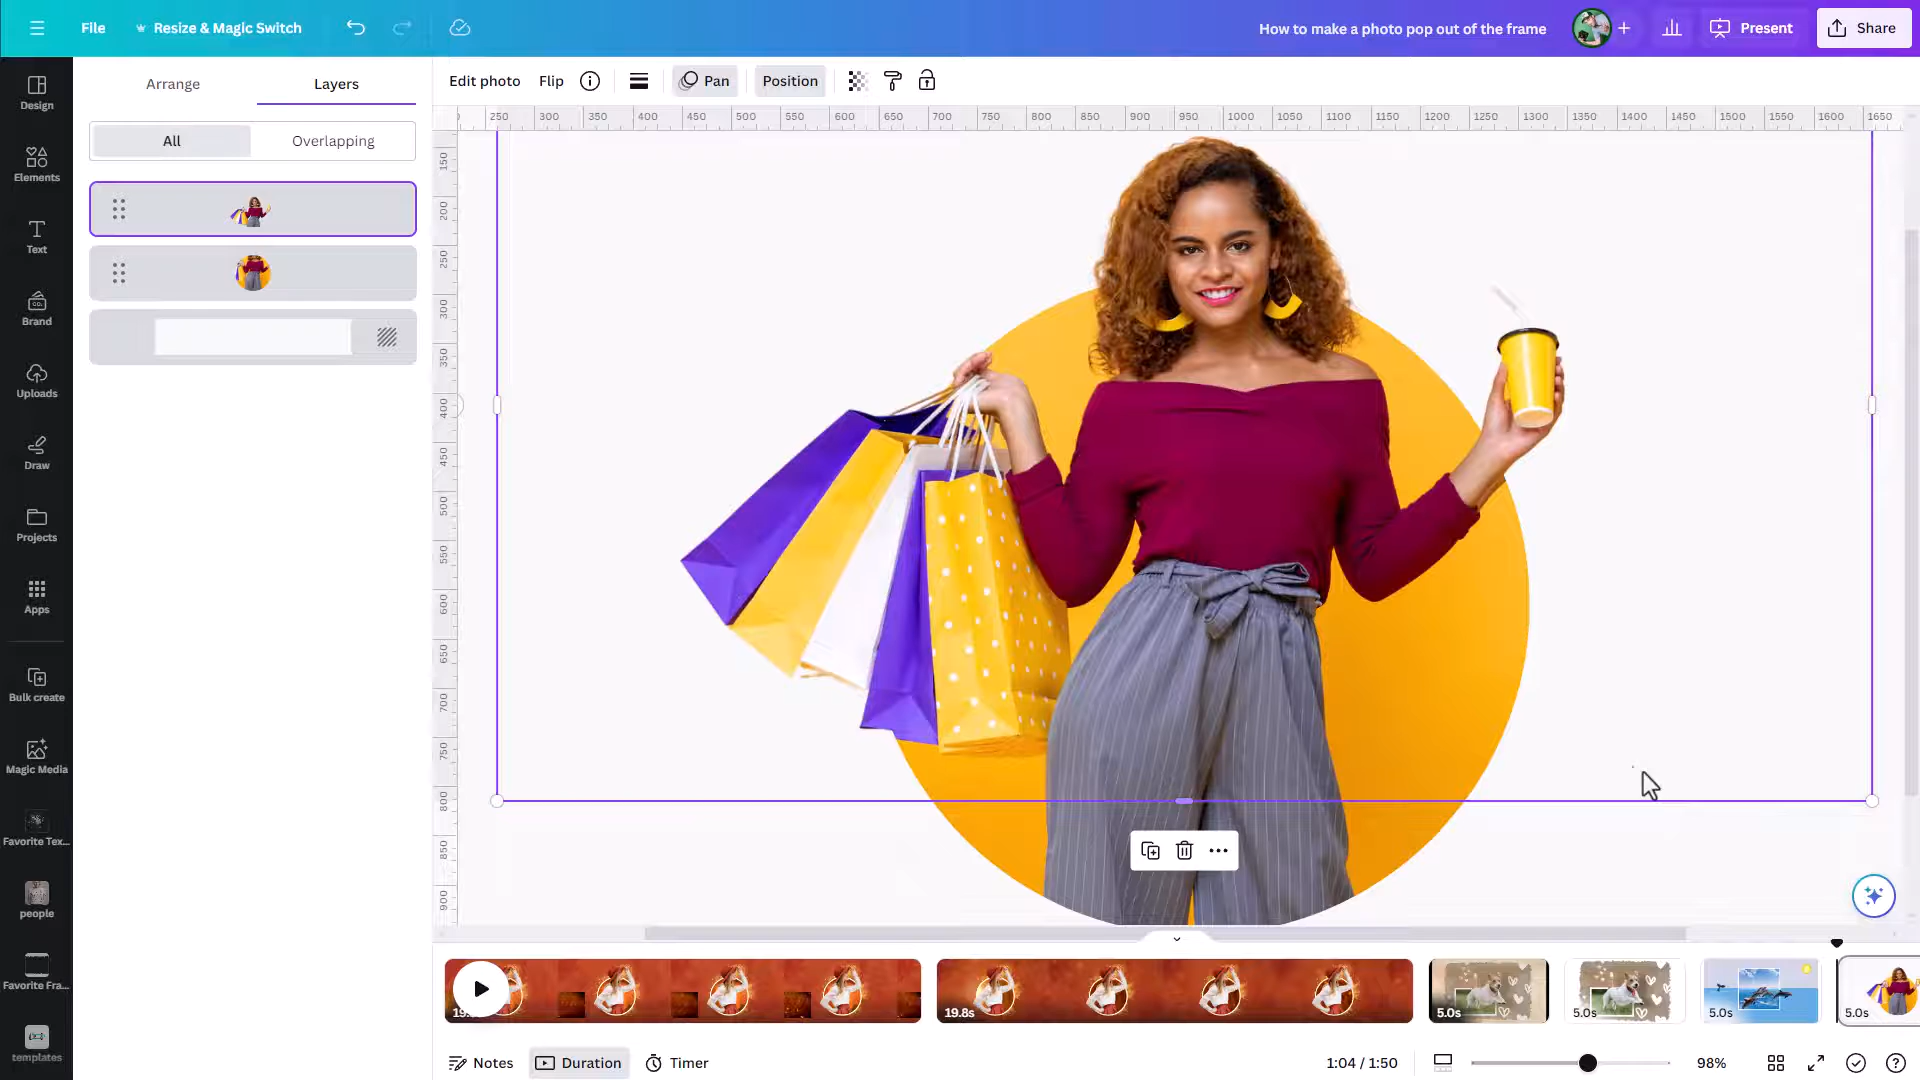 File
Resize & Magic Switch
How to make a photo pop out of the frame
Present
Share
Design
Elements
Text
Brand
Uploads
Draw
Projects
Apps
Bulk create
Magic Media
Favorite Tex...
people
Favorite Fra...
templates
Arrange
Layers
All
Overlapping
Edit photo
Flip
Pan
Position
250 300 350 400 450 500 550 600 650 700 750 800 850 900 950 1000 1050 1100 1150 1200 1250 1300 1350 1400 1450 1500 1550 1600 1650
150
200
250
300
350
400
450
500
550
600
650
700
750
800
850
900
19.8s
5.0s
5.0s
5.0s
5.0s
Notes
Duration
Timer
1:04 / 1:50
98%